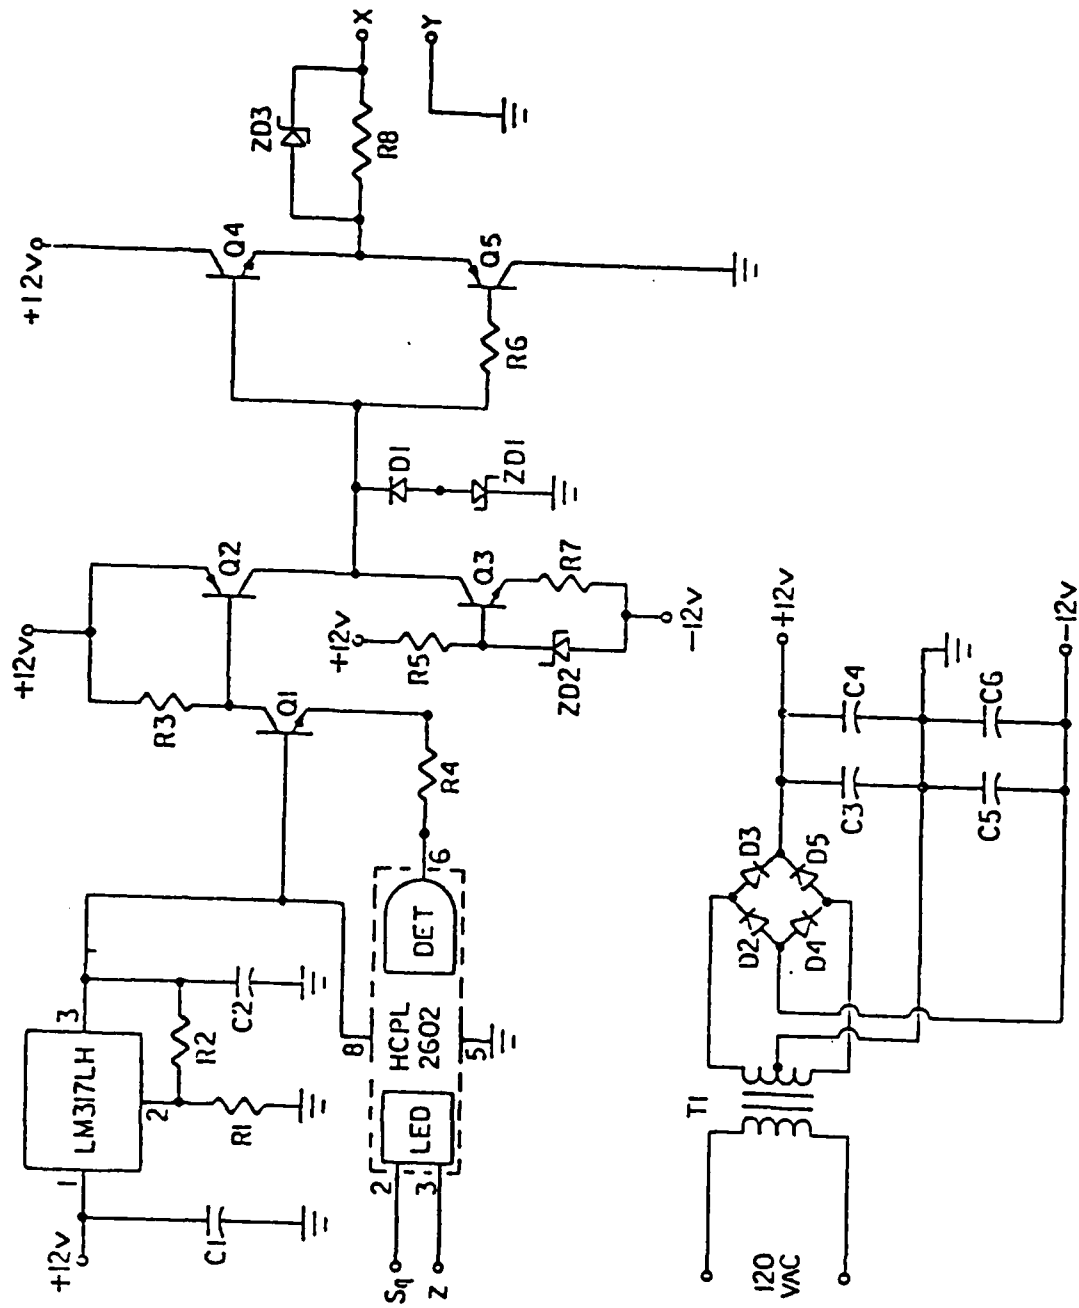 +12v
1
LM317LH
3
2
C1
R1
R2
C2
Sq
Z
2
3
LED
HCPL
2602
8
5
DET
6
R4
R3
Q1
+12v
Q2
+12v
R5
Q3
ZD2
R7
-12v
D1
ZD1
R6
+12v
Q4
Q5
ZD3
R8
X
Y
120
VAC
T1
D2
D3
D4
D5
C3
C4
C5
C6
+12v
-12v